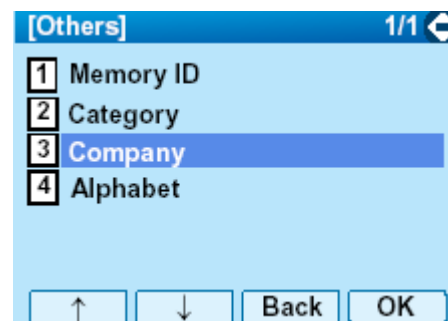 [Others] 1/1
1 Memory ID
2 Category
3 Company
4 Alphabet
↑ ↓ Back OK